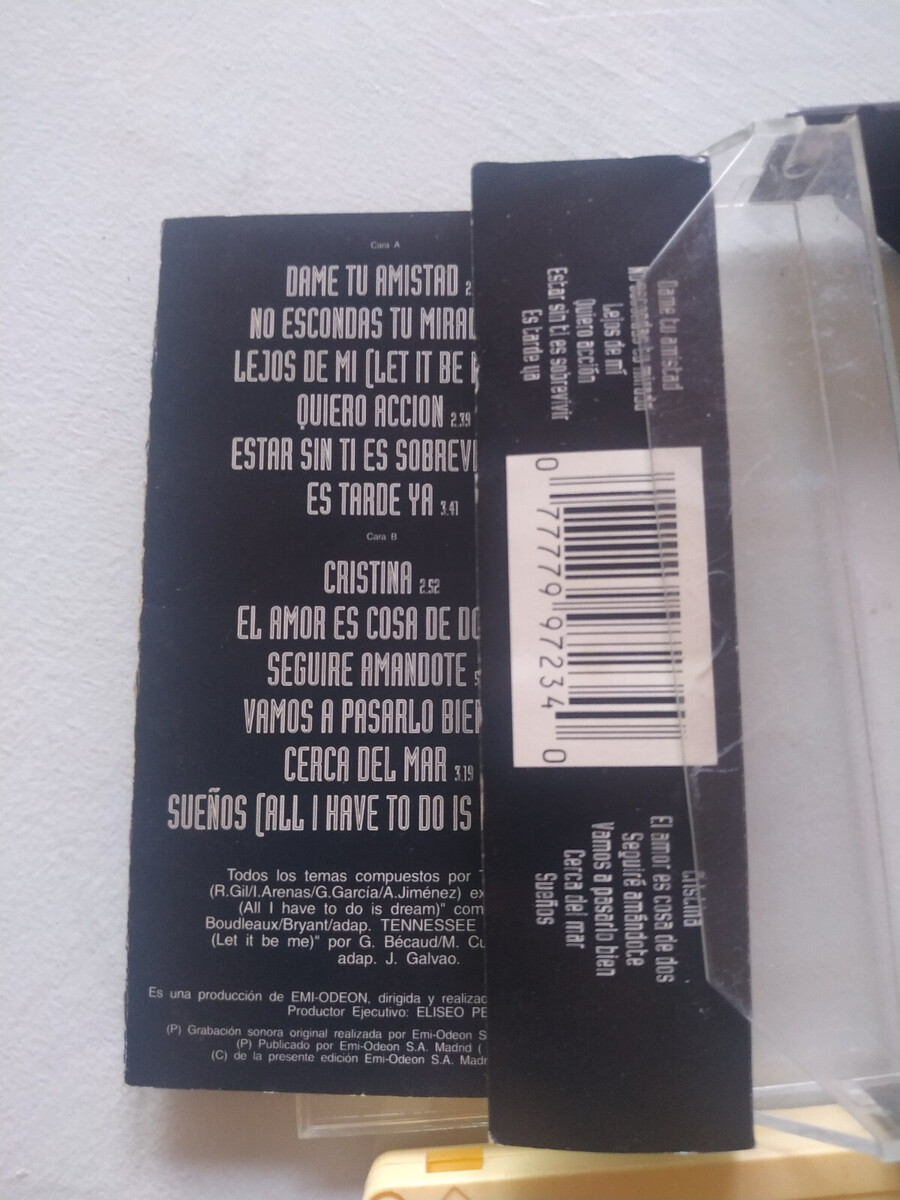 Cara A
DAME TU AMISTAD 2.
NO ESCONDAS TU MIRAD
LEJOS DE MI (LET IT BE
QUIERO ACCION 2.39
ESTAR SIN TI ES SOBREVI
ES TARDE YA 3.41
Cara B
CRISTINA 2.52
EL AMOR ES COSA DE DO
SEGUIRE AMANDOTE
VAMOS A PASARLO BIEN
CERCA DEL MAR 3.19
SUEÑOS (ALL I HAVE TO DO IS
Todos los temas compuestos por
(R.Gil/I.Arenas/G.García/A.Jiménez) ex
(All I have to do is dream)" com
Boudleaux/Bryant/adap. TENNESSEE
(Let it be me)" por G. Bécaud/M. Cu
adap. J. Galvao.
Es una producción de EMI-ODEON, dirigida y realizad
Productor Ejecutivo: ELISEO PE
(P) Grabación sonora original realizada por Emi-Odeon S
(P) Publicado por Emi-Odeon S.A. Madrid (
(C) de la presente edición Emi-Odeon S.A. Madr
Dame tu amistad
No escondas tu mirada
Lejos de mí
Quiero acción
Estar sin ti es sobrevivir
Es tarde ya
0 77779 97234 0
Cristina
El amor es cosa de dos
Seguiré amándote
Vamos a pasarlo bien
Cerca del mar
Sueños